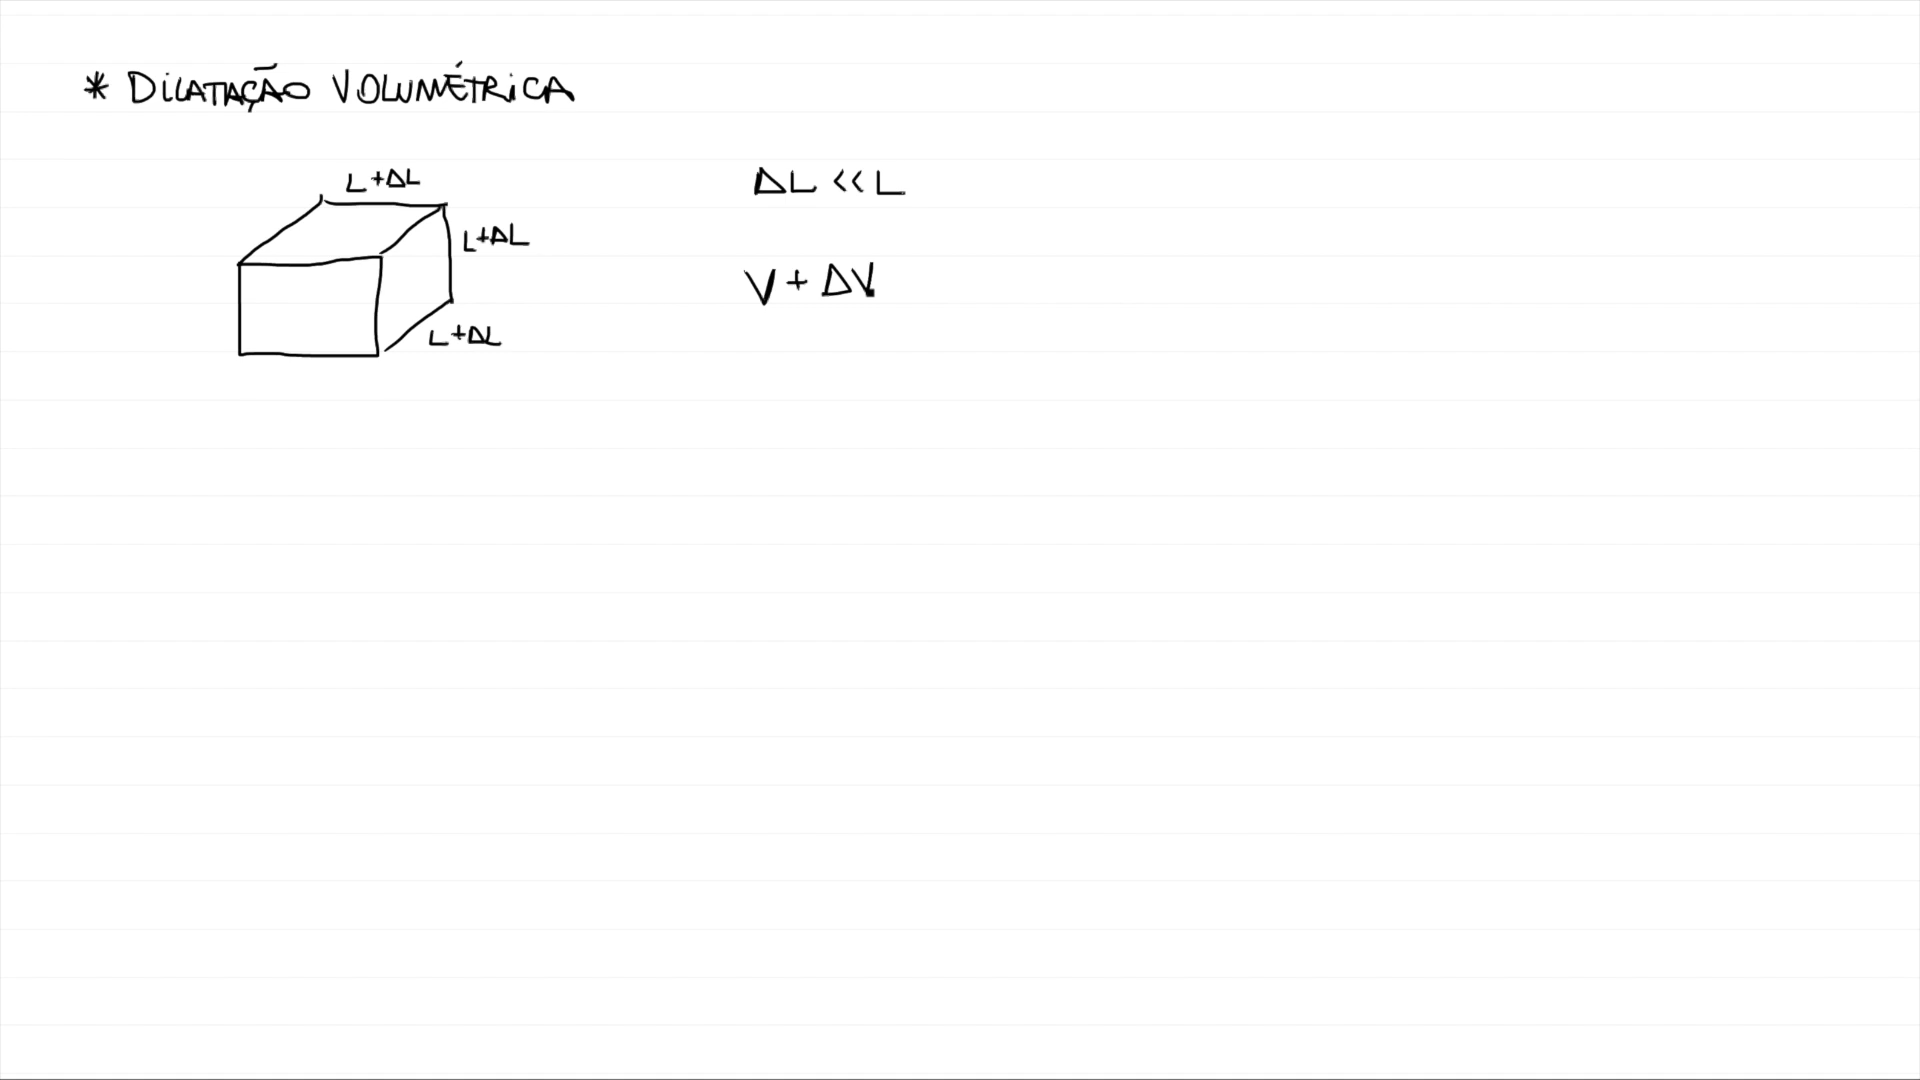 * DILATAÇÃO VOLUMÉTRICA
L+ΔL
ΔL << L
L+ΔL
V + ΔV
L+ΔL